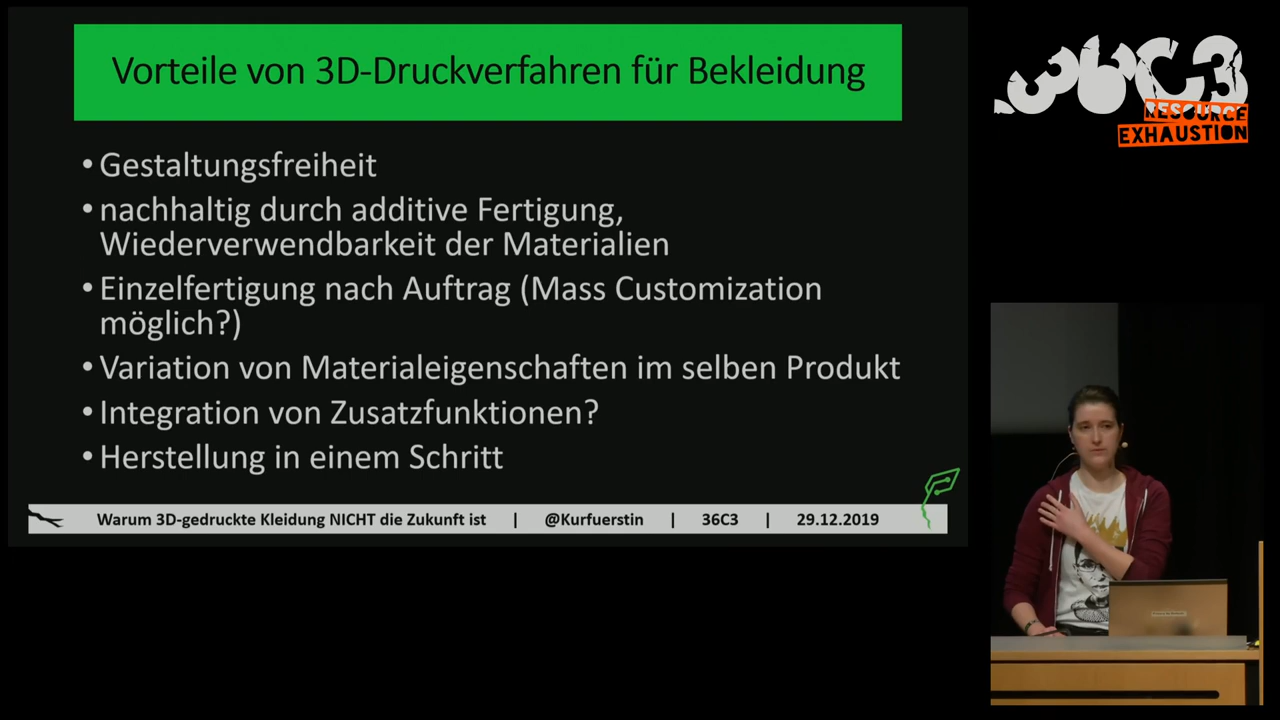 Vorteile von 3D-Druckverfahren für Bekleidung
• Gestaltungsfreiheit
• nachhaltig durch additive Fertigung,
Wiederverwendbarkeit der Materialien
• Einzelfertigung nach Auftrag (Mass Customization
möglich?)
• Variation von Materialeigenschaften im selben Produkt
• Integration von Zusatzfunktionen?
• Herstellung in einem Schritt
Warum 3D-gedruckte Kleidung NICHT die Zukunft ist | @Kurfuerstin | 36C3 | 29.12.2019
36C3
RESOURCE
EXHAUSTION